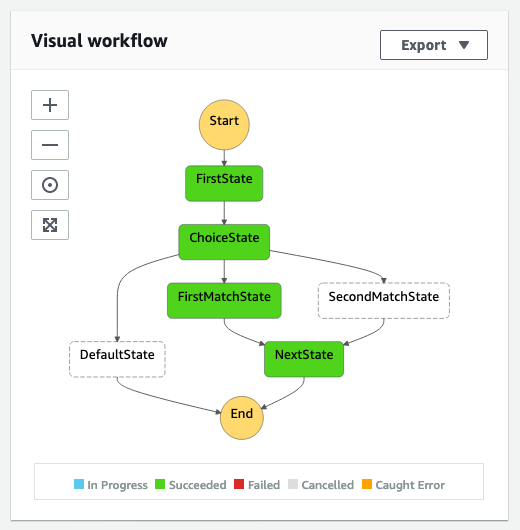 Visual workflow
Export
Start
FirstState
ChoiceState
FirstMatchState
SecondMatchState
DefaultState
NextState
End
In Progress Succeeded Failed Cancelled Caught Error